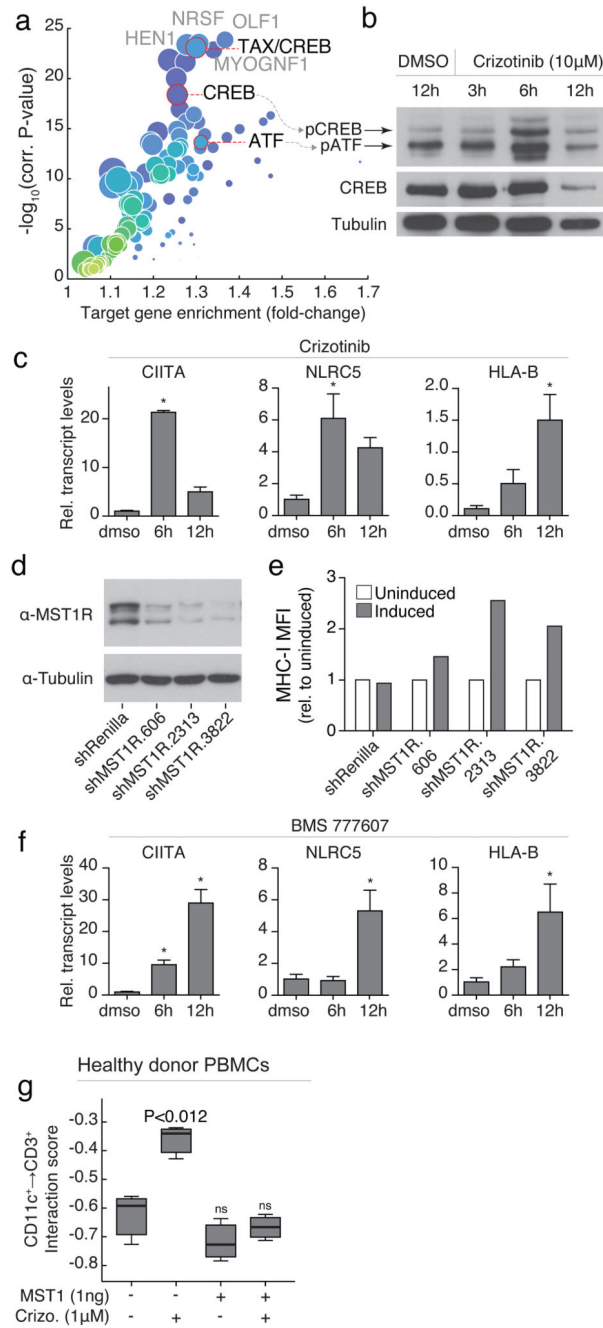 a
NRSF OLF1
HEN1 TAX/CREB
MYOGNF1
CREB
ATF
-log10(corr. P-value)
25
20
15
10
5
0
1 1.1 1.2 1.3 1.4 1.5 1.6 1.7
Target gene enrichment (fold-change)
b
DMSO Crizotinib (10μM)
12h 3h 6h 12h
pCREB
pATF
CREB
Tubulin
c
Crizotinib
CIITA NLRC5 HLA-B
Rel. transcript levels
20
10
0
*
dmso 6h 12h
8
6
4
2
0
*
dmso 6h 12h
2.0
1.5
1.0
0.5
0.0
*
dmso 6h 12h
d
α-MST1R
α-Tubulin
shRenilla
shMST1R.606
shMST1R.2313
shMST1R.3822
e
MHC-I MFI
(rel. to uninduced)
3
2
1
0
Uninduced
Induced
shRenilla
shMST1R.
606
shMST1R.
2313
shMST1R.
3822
f
BMS 777607
CIITA NLRC5 HLA-B
Rel. transcript levels
40
30
20
10
0
* *
dmso 6h 12h
8
6
4
2
0
*
dmso 6h 12h
10
8
6
4
2
0
*
dmso 6h 12h
Healthy donor PBMCs
g
CD11c+→CD3+
Interaction score
-0.3
-0.4
-0.5
-0.6
-0.7
-0.8
P<0.012
ns ns
MST1 (1ng) - - + +
Crizo. (1μM) - + - +